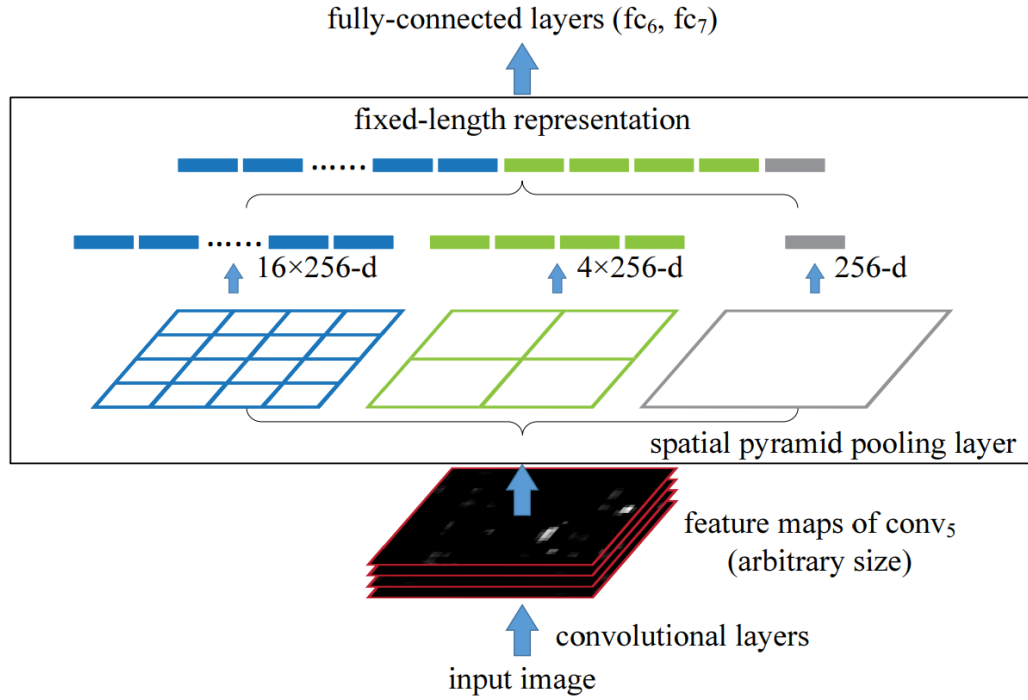 fully-connected layers (fc₆, fc₇)
fixed-length representation
......
......
16×256-d
4×256-d
256-d
spatial pyramid pooling layer
feature maps of conv₅
(arbitrary size)
convolutional layers
input image